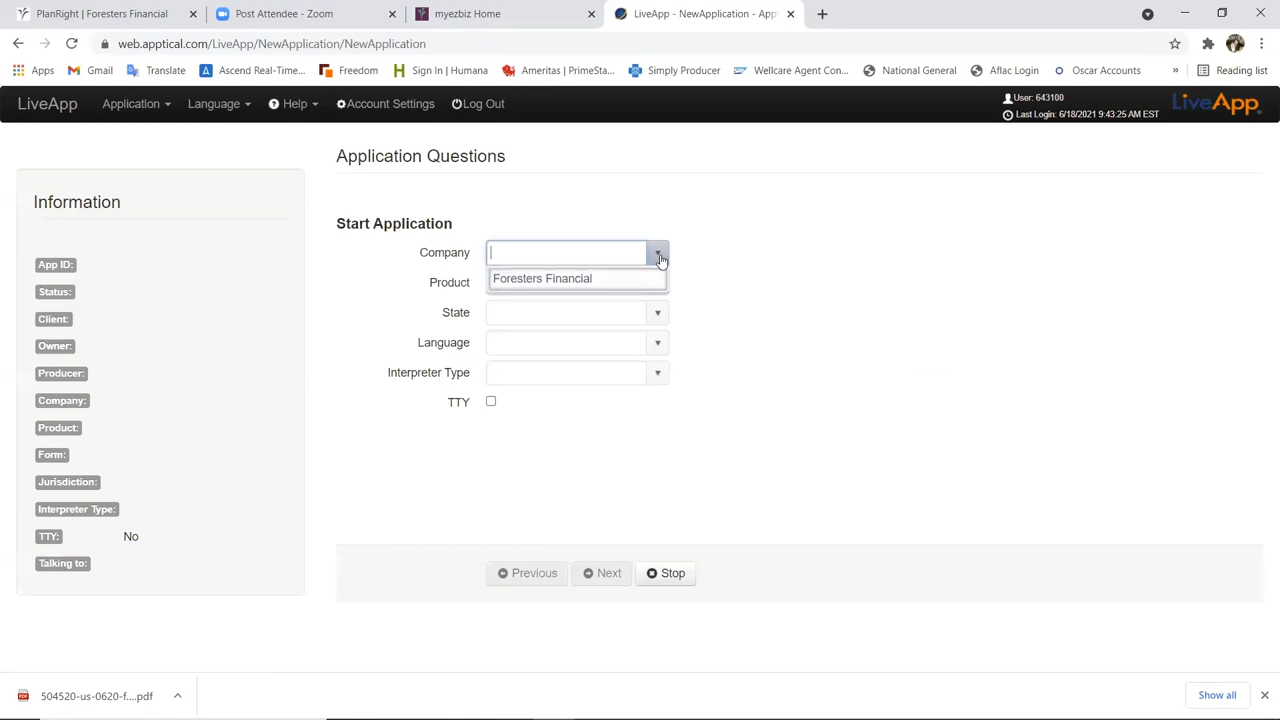 PlanRight | Foresters Financial
Post Attendee - Zoom
myezbiz Home
LiveApp - NewApplication - Appt
web.apptical.com/LiveApp/NewApplication/NewApplication
Apps
Gmail
Translate
Ascend Real-Time...
Freedom
Sign In | Humana
Ameritas | PrimeSta...
Simply Producer
Wellcare Agent Con...
National General
Aflac Login
Oscar Accounts
»
Reading list
LiveApp
Application
Language
Help
Account Settings
Log Out
User: 643100
Last Login: 6/18/2021 9:43:25 AM EST
LiveApp
Application Questions
Information
App ID:
Status:
Client:
Owner:
Producer:
Company:
Product:
Form:
Jurisdiction:
Interpreter Type:
TTY: No
Talking to:
Start Application
Company
Foresters Financial
Product
State
Language
Interpreter Type
TTY
Previous
Next
Stop
PDF
504520-us-0620-f....pdf
Show all